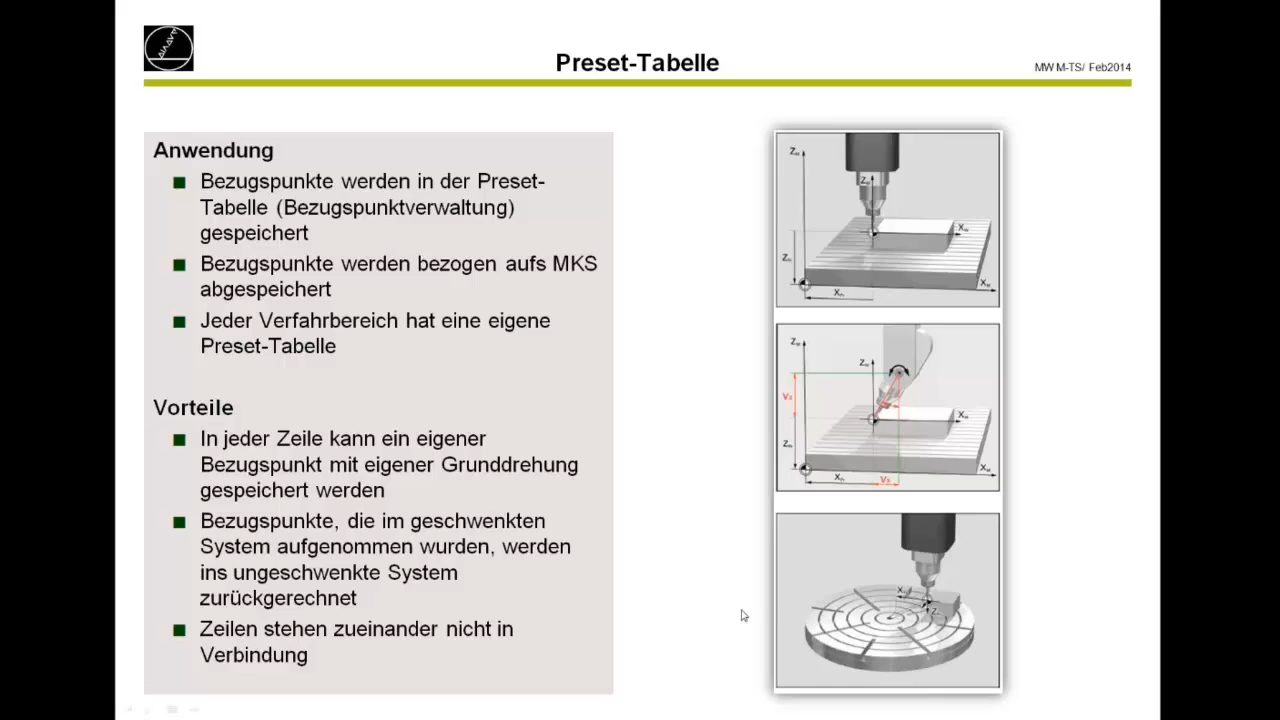 Preset-Tabelle
MW M-TS/ Feb2014
Anwendung
Bezugspunkte werden in der Preset-
Tabelle (Bezugspunktverwaltung)
gespeichert
Bezugspunkte werden bezogen aufs MKS
abgespeichert
Jeder Verfahrbereich hat eine eigene
Preset-Tabelle
Vorteile
In jeder Zeile kann ein eigener
Bezugspunkt mit eigener Grunddrehung
gespeichert werden
Bezugspunkte, die im geschwenkten
System aufgenommen wurden, werden
ins ungeschwenkte System
zurückgerechnet
Zeilen stehen zueinander nicht in
Verbindung